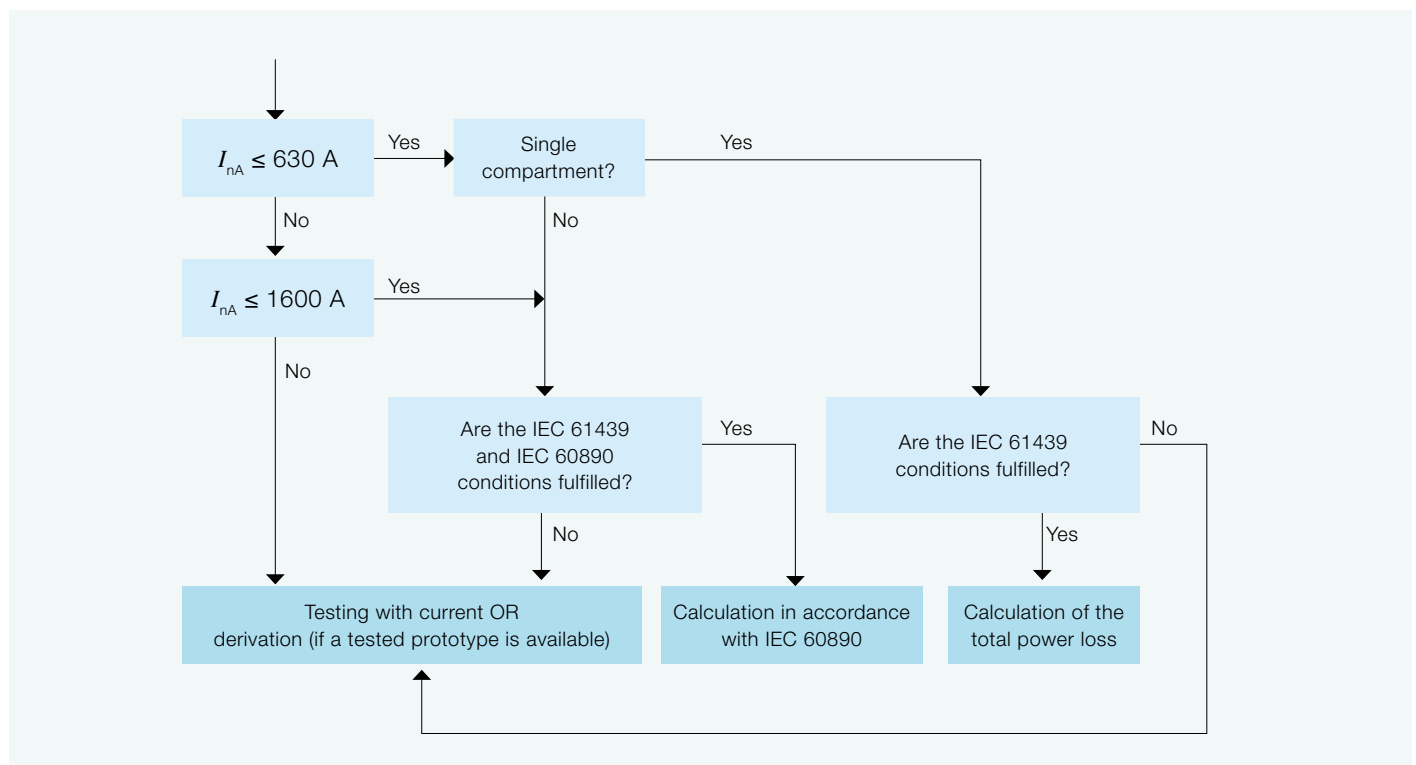 I_nA ≤ 630 A
Yes
Single
compartment?
Yes
No
No
I_nA ≤ 1600 A
Yes
No
Are the IEC 61439
and IEC 60890
conditions fulfilled?
Yes
Are the IEC 61439
conditions fulfilled?
No
No
Yes
Testing with current OR
derivation (if a tested prototype is available)
Calculation in accordance
with IEC 60890
Calculation of the
total power loss